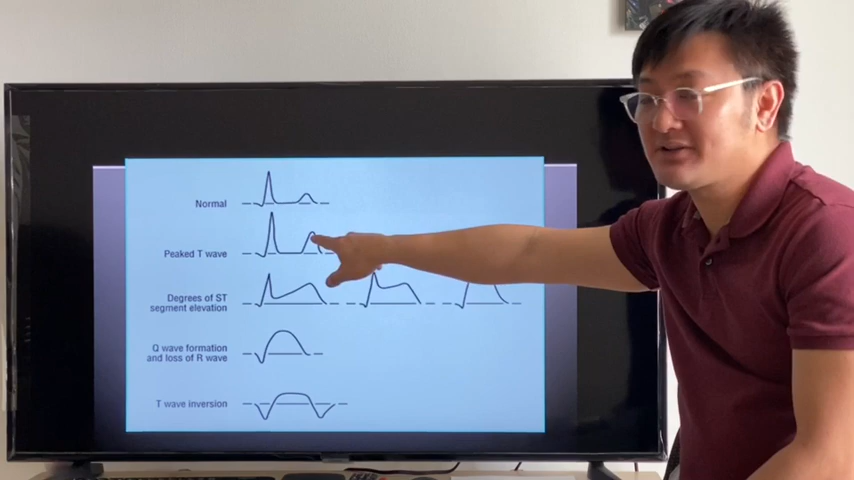 Normal
Peaked T wave
Degrees of ST
segment elevation
Q wave formation
and loss of R wave
T wave inversion